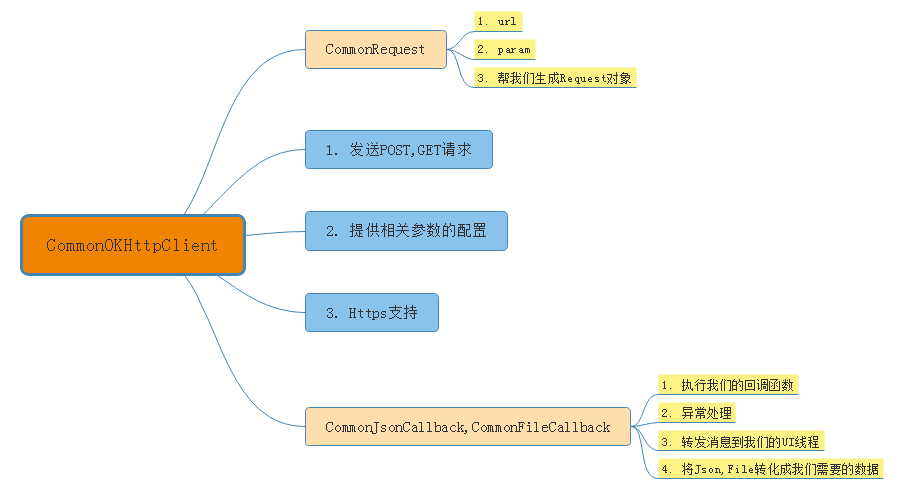 1. url
CommonRequest
2. param
3. 帮我们生成Request对象
1. 发送POST,GET请求
2. 提供相关参数的配置
CommonOKHttpClient
3. Https支持
1. 执行我们的回调函数
2. 异常处理
CommonJsonCallback,CommonFileCallback
3. 转发消息到我们的UI线程
4. 将Json,File转化成我们需要的数据